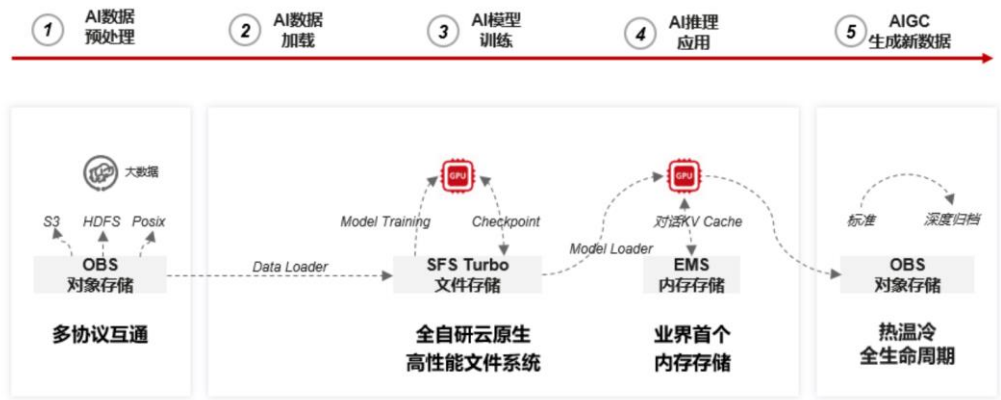 1
AI数据
预处理
2
AI数据
加载
3
AI模型
训练
4
AI推理
应用
5
AIGC
生成新数据
大数据
S3
HDFS
Posix
OBS
对象存储
多协议互通
Data Loader
GPU
Model Training
Checkpoint
SFS Turbo
文件存储
全自研云原生
高性能文件系统
Model Loader
GPU
对话KV Cache
EMS
内存存储
业界首个
内存存储
标准
深度归档
OBS
对象存储
热温冷
全生命周期